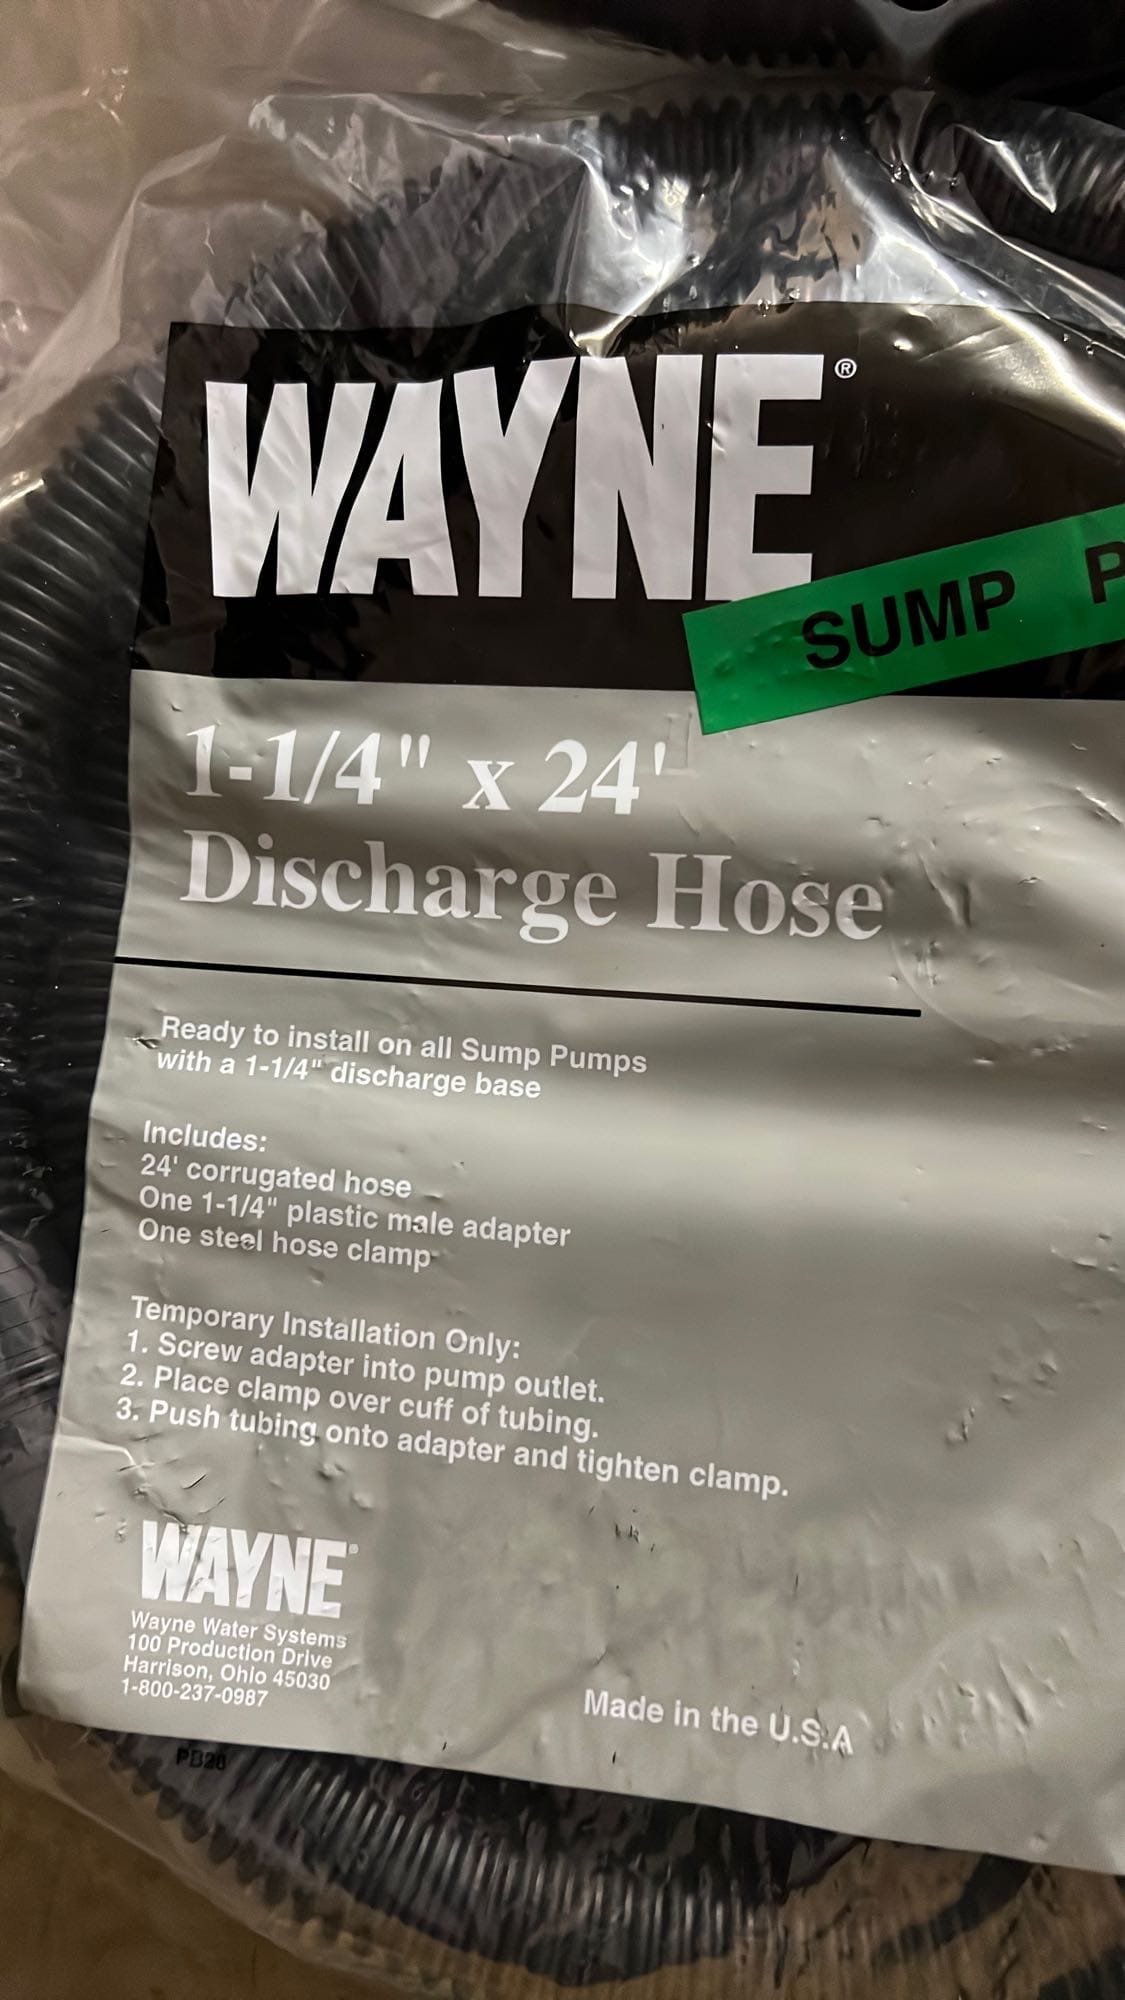 WAYNE®
SUMP P
1-1/4" x 24'
Discharge Hose
Ready to install on all Sump Pumps
with a 1-1/4" discharge base
Includes:
24' corrugated hose
One 1-1/4" plastic male adapter
One steel hose clamp
Temporary Installation Only:
1. Screw adapter into pump outlet.
2. Place clamp over cuff of tubing.
3. Push tubing onto adapter and tighten clamp.
WAYNE®
Wayne Water Systems
100 Production Drive
Harrison, Ohio 45030
1-800-237-0987
Made in the U.S.A
PB20